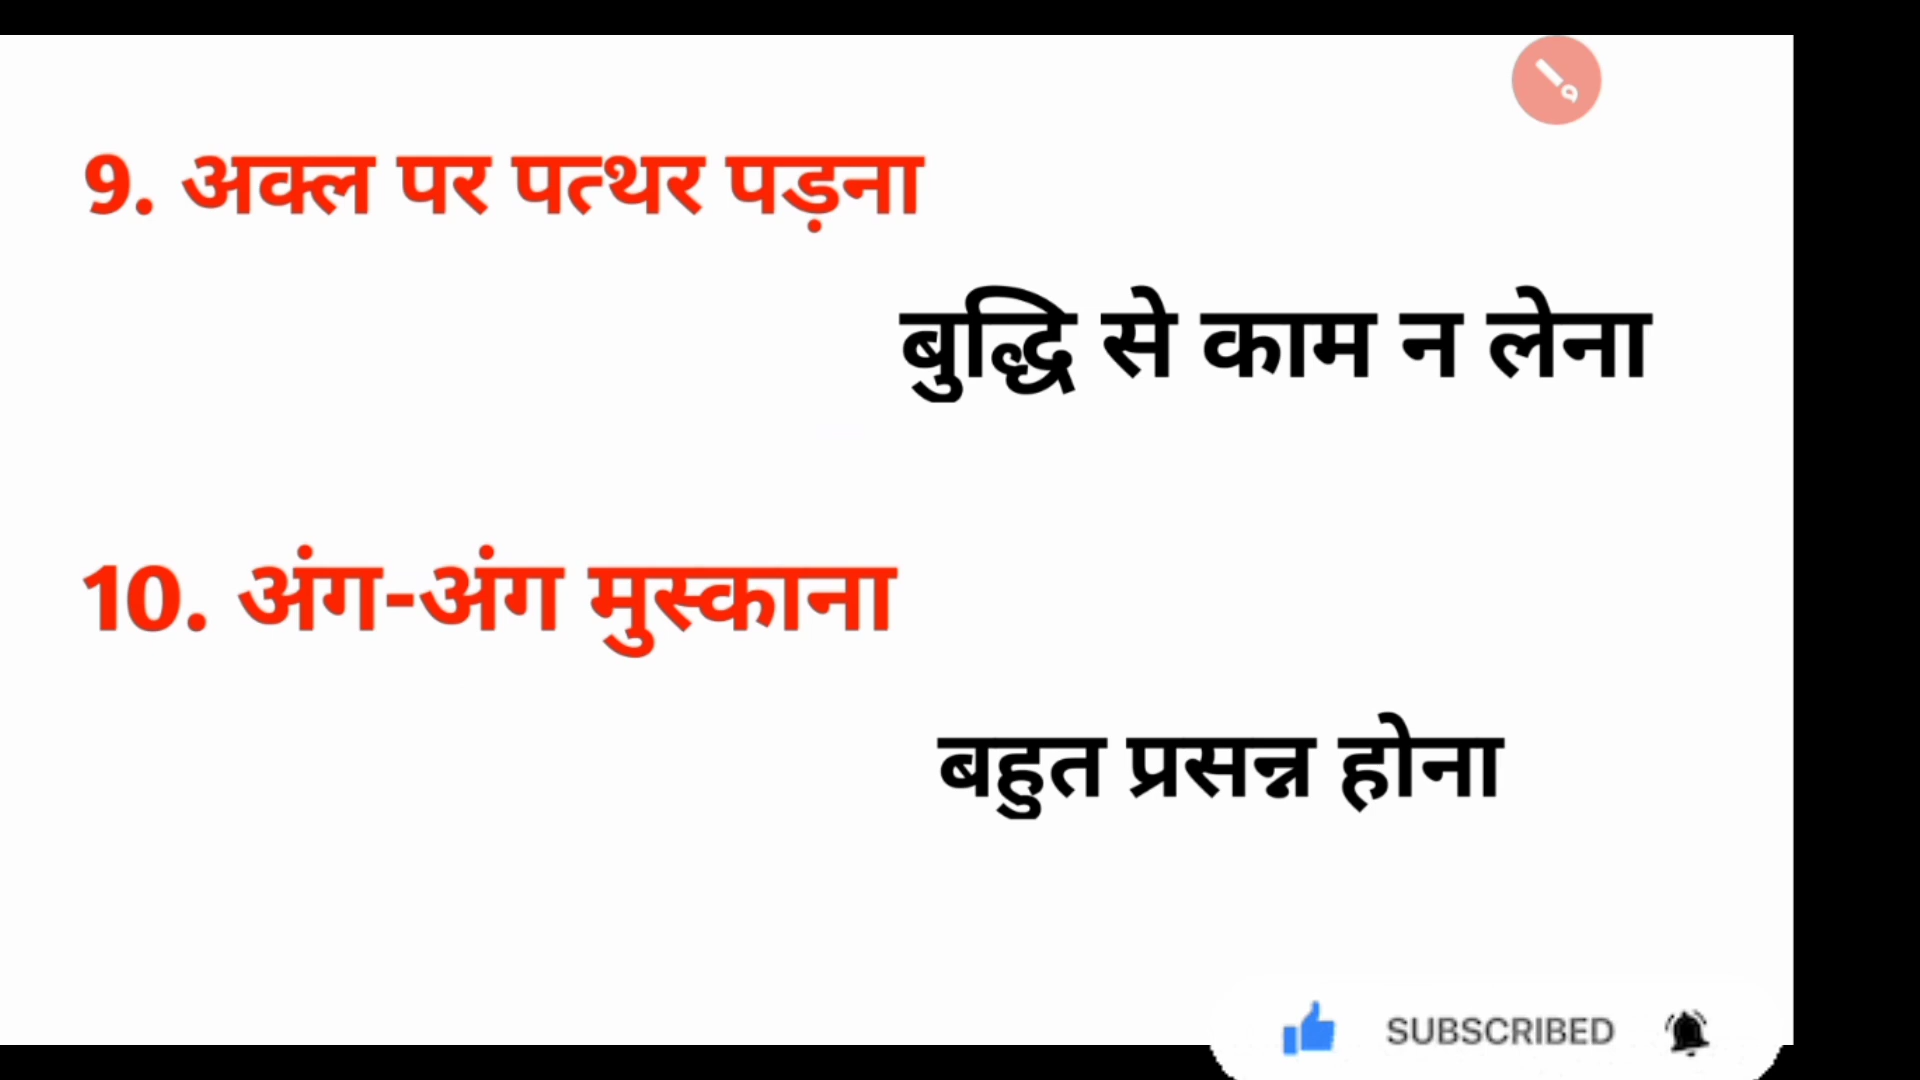 9. अक्ल पर पत्थर पड़ना
बुद्धि से काम न लेना
10. अंग-अंग मुस्काना
बहुत प्रसन्न होना
SUBSCRIBED